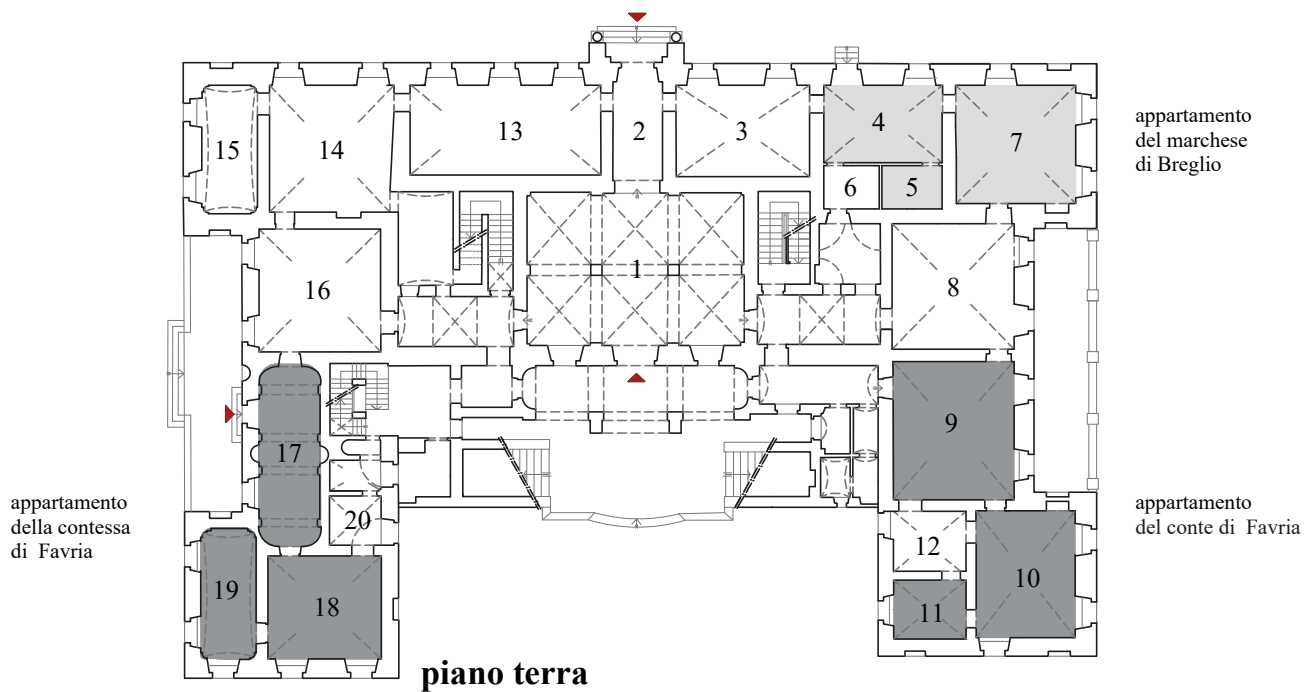 15
14
13
2
3
4
7
appartamento
del marchese
di Breglio
6
5
1
16
8
17
9
appartamento
della contessa
di Favria
appartamento
del conte di Favria
20
12
19
18
11
10
piano terra